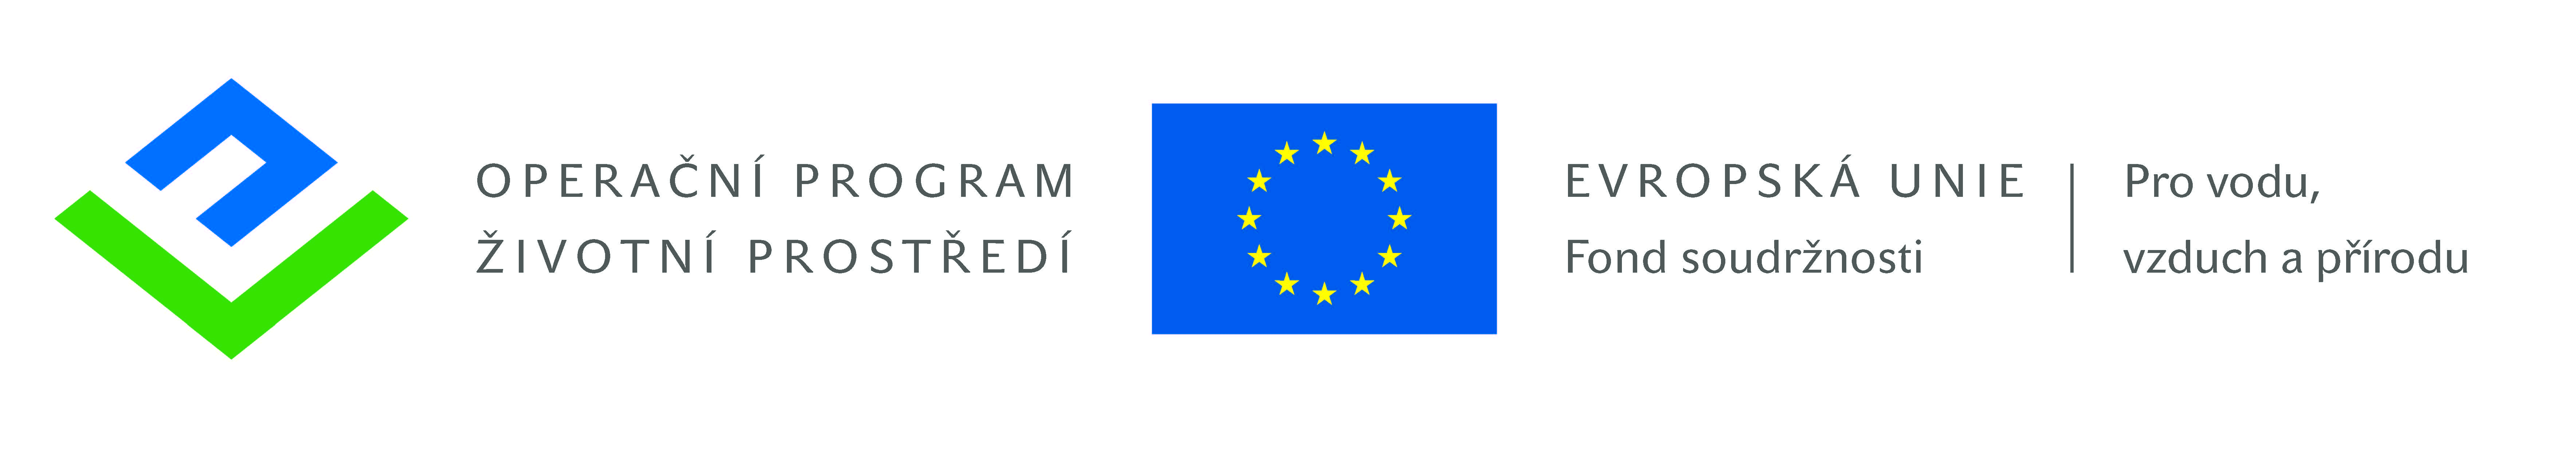 OPERAČNÍ PROGRAM
ŽIVOTNÍ PROSTŘEDÍ
EVROPSKÁ UNIE
Fond soudržnosti
Pro vodu,
vzduch a přírodu